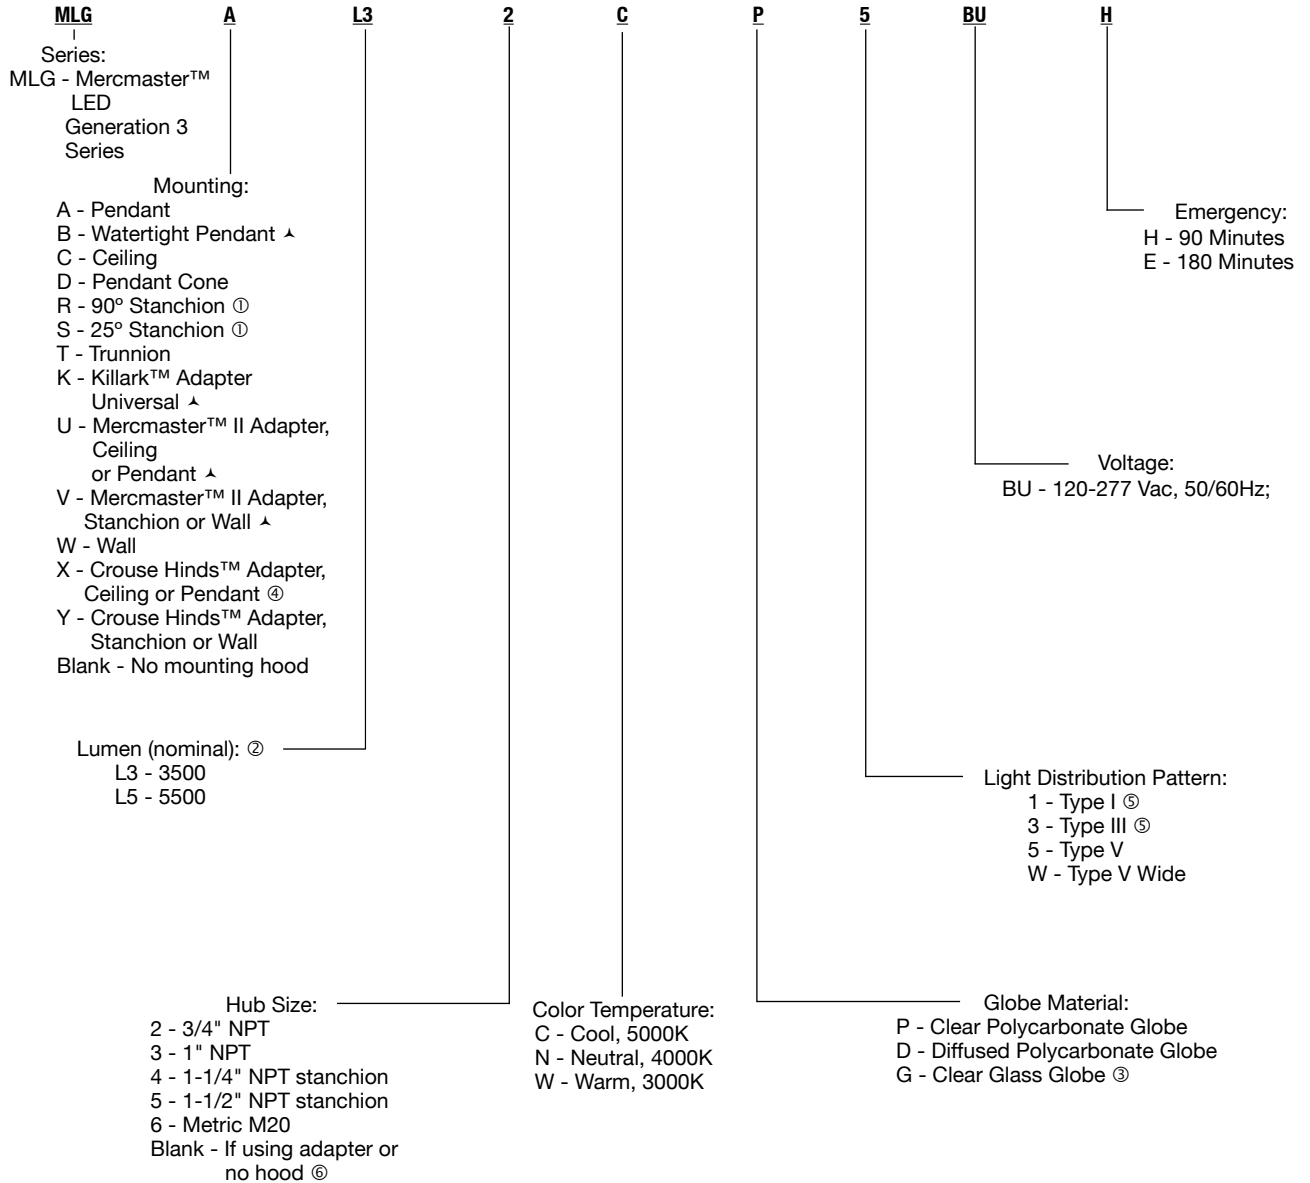 MLG A L3 2 C P 5 BU H
Series:
MLG - Mercmaster™
LED
Generation 3
Series
Mounting:
A - Pendant
B - Watertight Pendant ⅄
C - Ceiling
D - Pendant Cone
R - 90º Stanchion ①
S - 25º Stanchion ①
T - Trunnion
K - Killark™ Adapter
Universal ⅄
U - Mercmaster™ II Adapter,
Ceiling
or Pendant ⅄
V - Mercmaster™ II Adapter,
Stanchion or Wall ⅄
W - Wall
X - Crouse Hinds™ Adapter,
Ceiling or Pendant ④
Y - Crouse Hinds™ Adapter,
Stanchion or Wall
Blank - No mounting hood
Lumen (nominal): ②
L3 - 3500
L5 - 5500
Hub Size:
2 - 3/4" NPT
3 - 1" NPT
4 - 1-1/4" NPT stanchion
5 - 1-1/2" NPT stanchion
6 - Metric M20
Blank - If using adapter or
no hood ⑥
Color Temperature:
C - Cool, 5000K
N - Neutral, 4000K
W - Warm, 3000K
Globe Material:
P - Clear Polycarbonate Globe
D - Diffused Polycarbonate Globe
G - Clear Glass Globe ③
Light Distribution Pattern:
1 - Type I ⑤
3 - Type III ⑤
5 - Type V
W - Type V Wide
Voltage:
BU - 120-277 Vac, 50/60Hz;
Emergency:
H - 90 Minutes
E - 180 Minutes